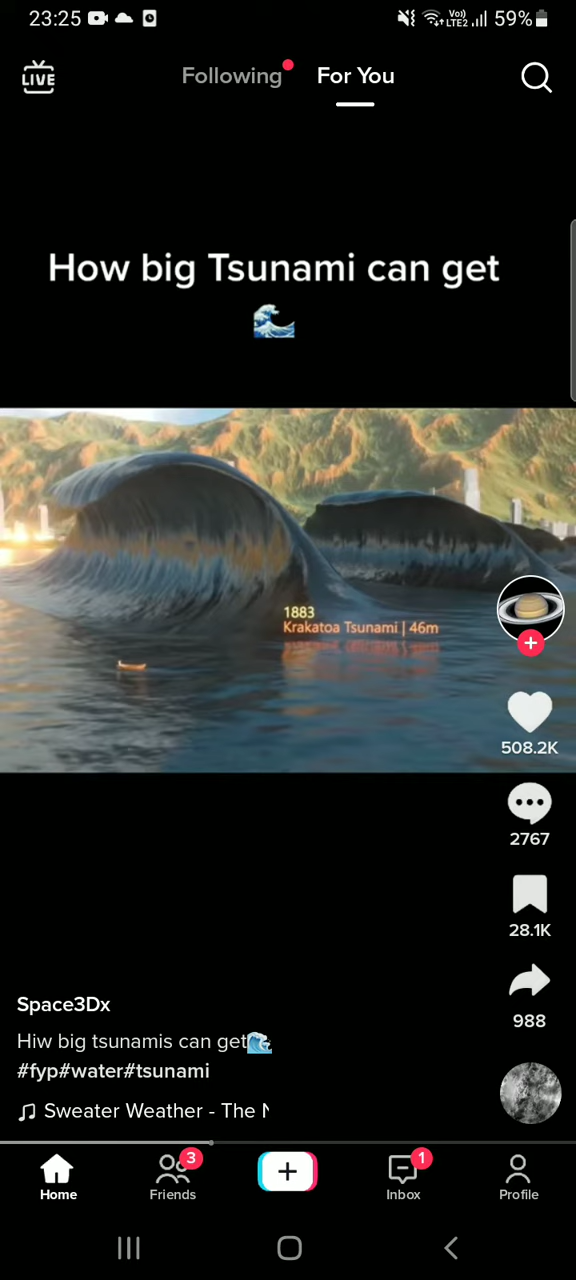 23:25
Vo))
LTE2
59%
LIVE
Following
For You
How big Tsunami can get
1883
Krakatoa Tsunami | 46m
508.2K
2767
28.1K
988
Space3Dx
Hiw big tsunamis can get
#fyp#water#tsunami
Sweater Weather - The
3
1
Home
Friends
Inbox
Profile